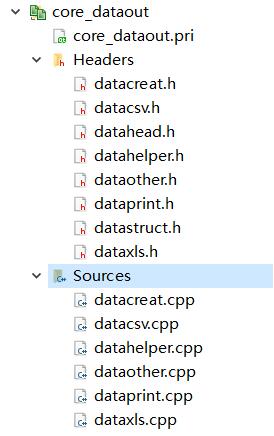 core_dataout
core_dataout.pri
Headers
datacreat.h
datacsv.h
datahead.h
datahelper.h
dataother.h
dataprint.h
datastruct.h
dataxls.h
Sources
datacreat.cpp
datacsv.cpp
datahelper.cpp
dataother.cpp
dataprint.cpp
dataxls.cpp